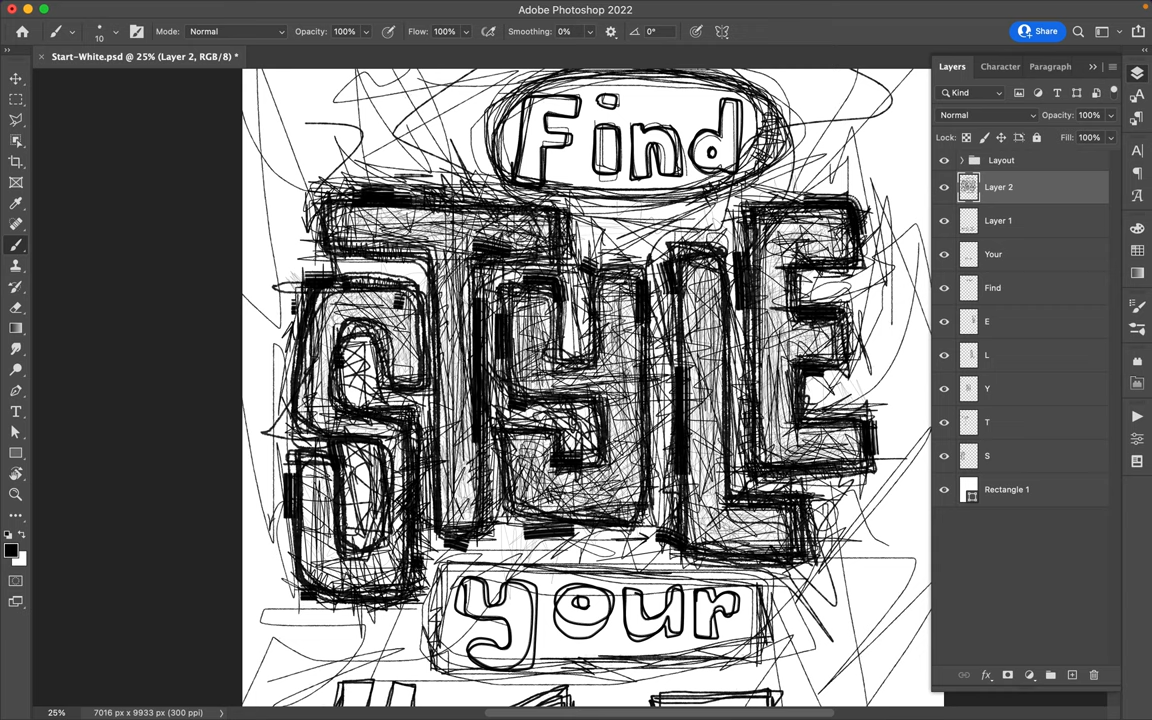 Adobe Photoshop 2022
10 Mode: Normal Opacity: 100% Flow: 100% Smoothing: 0% 0° Share
Start-White.psd @ 25% (Layer 2, RGB/8) *
Layers Character Paragraph
Kind
Normal Opacity: 100%
Lock: Fill: 100%
Layout
Layer 2
Layer 1
Your
Find
E
L
Y
T
S
Rectangle 1
Find
STYLE
your
25% 7016 px x 9933 px (300 ppi)